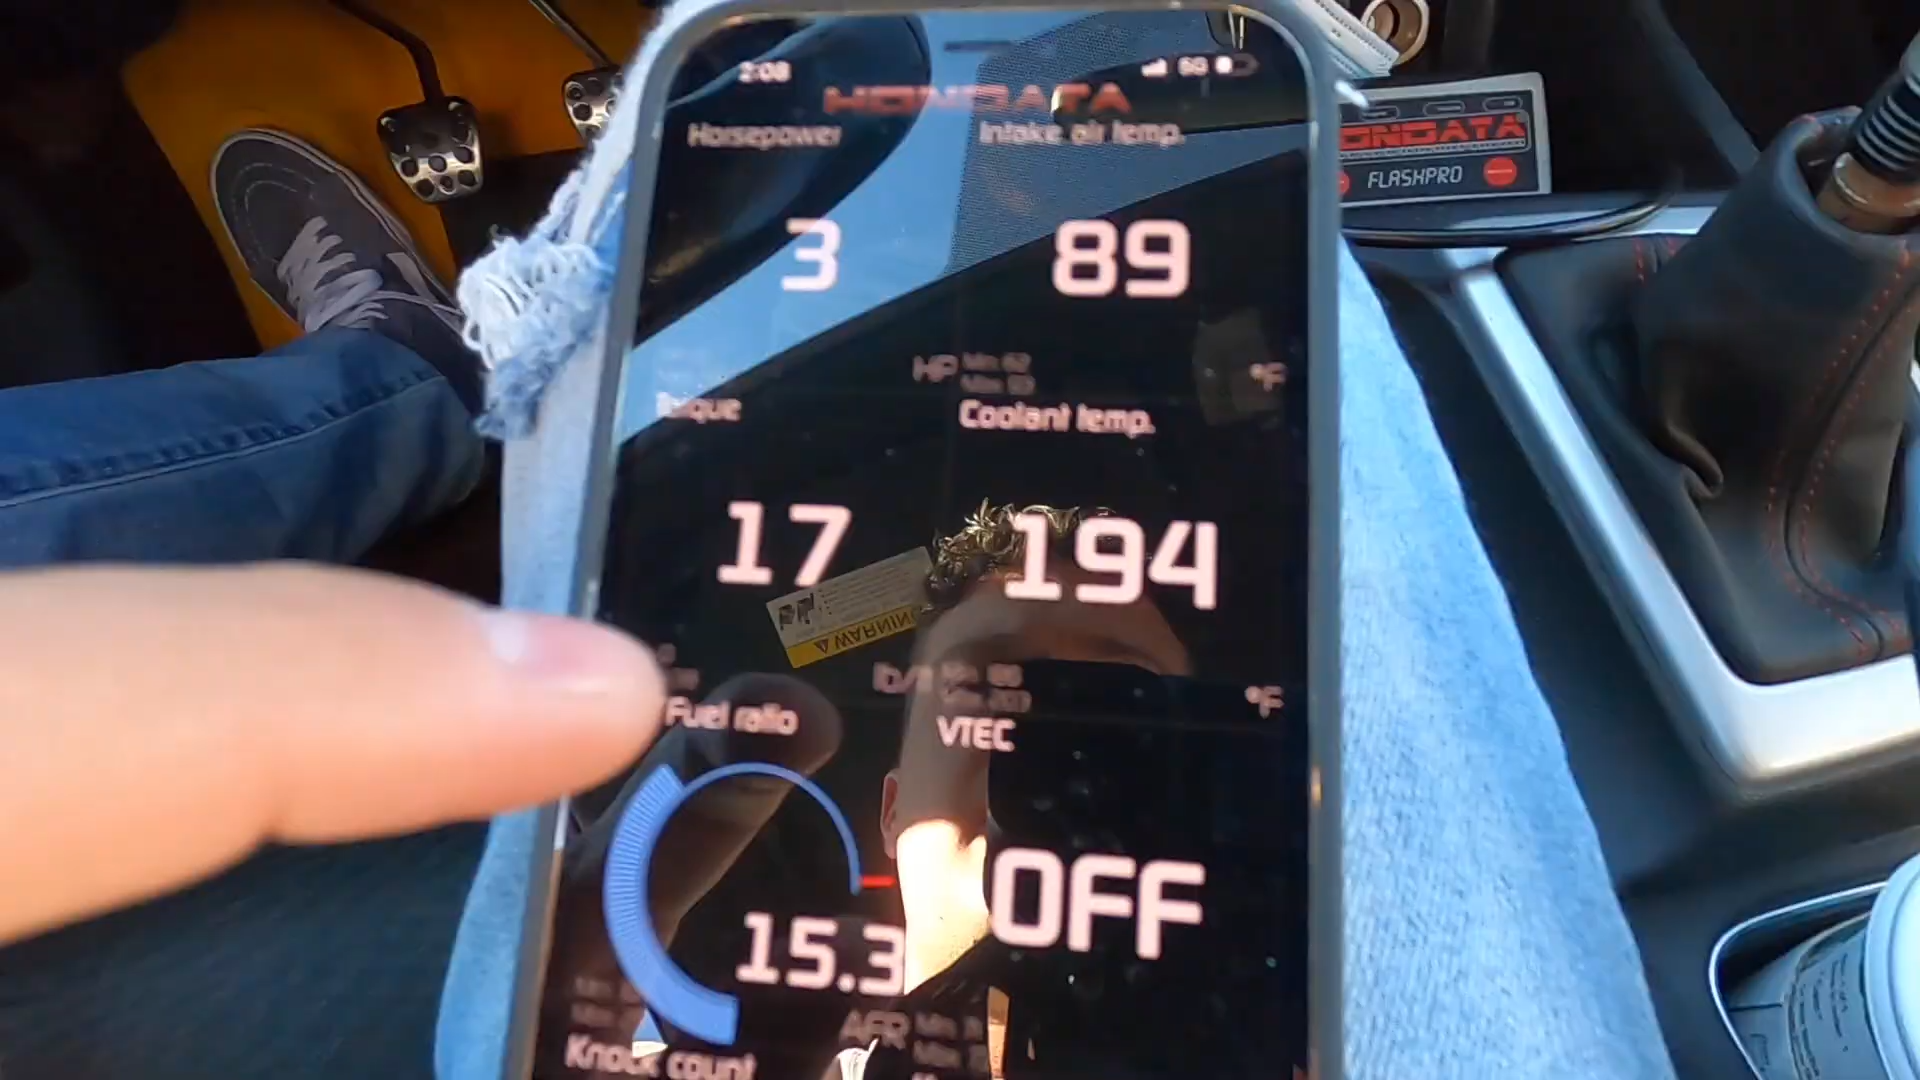 2:08
5G
HONDATA
Horsepower
Intake air temp.
3
89
HP
°F
Torque
Coolant temp.
17
194
WARNING
°F
Fuel ratio
VTEC
15.3
OFF
AFR
Knock count
HONDATA
FLASHPRO